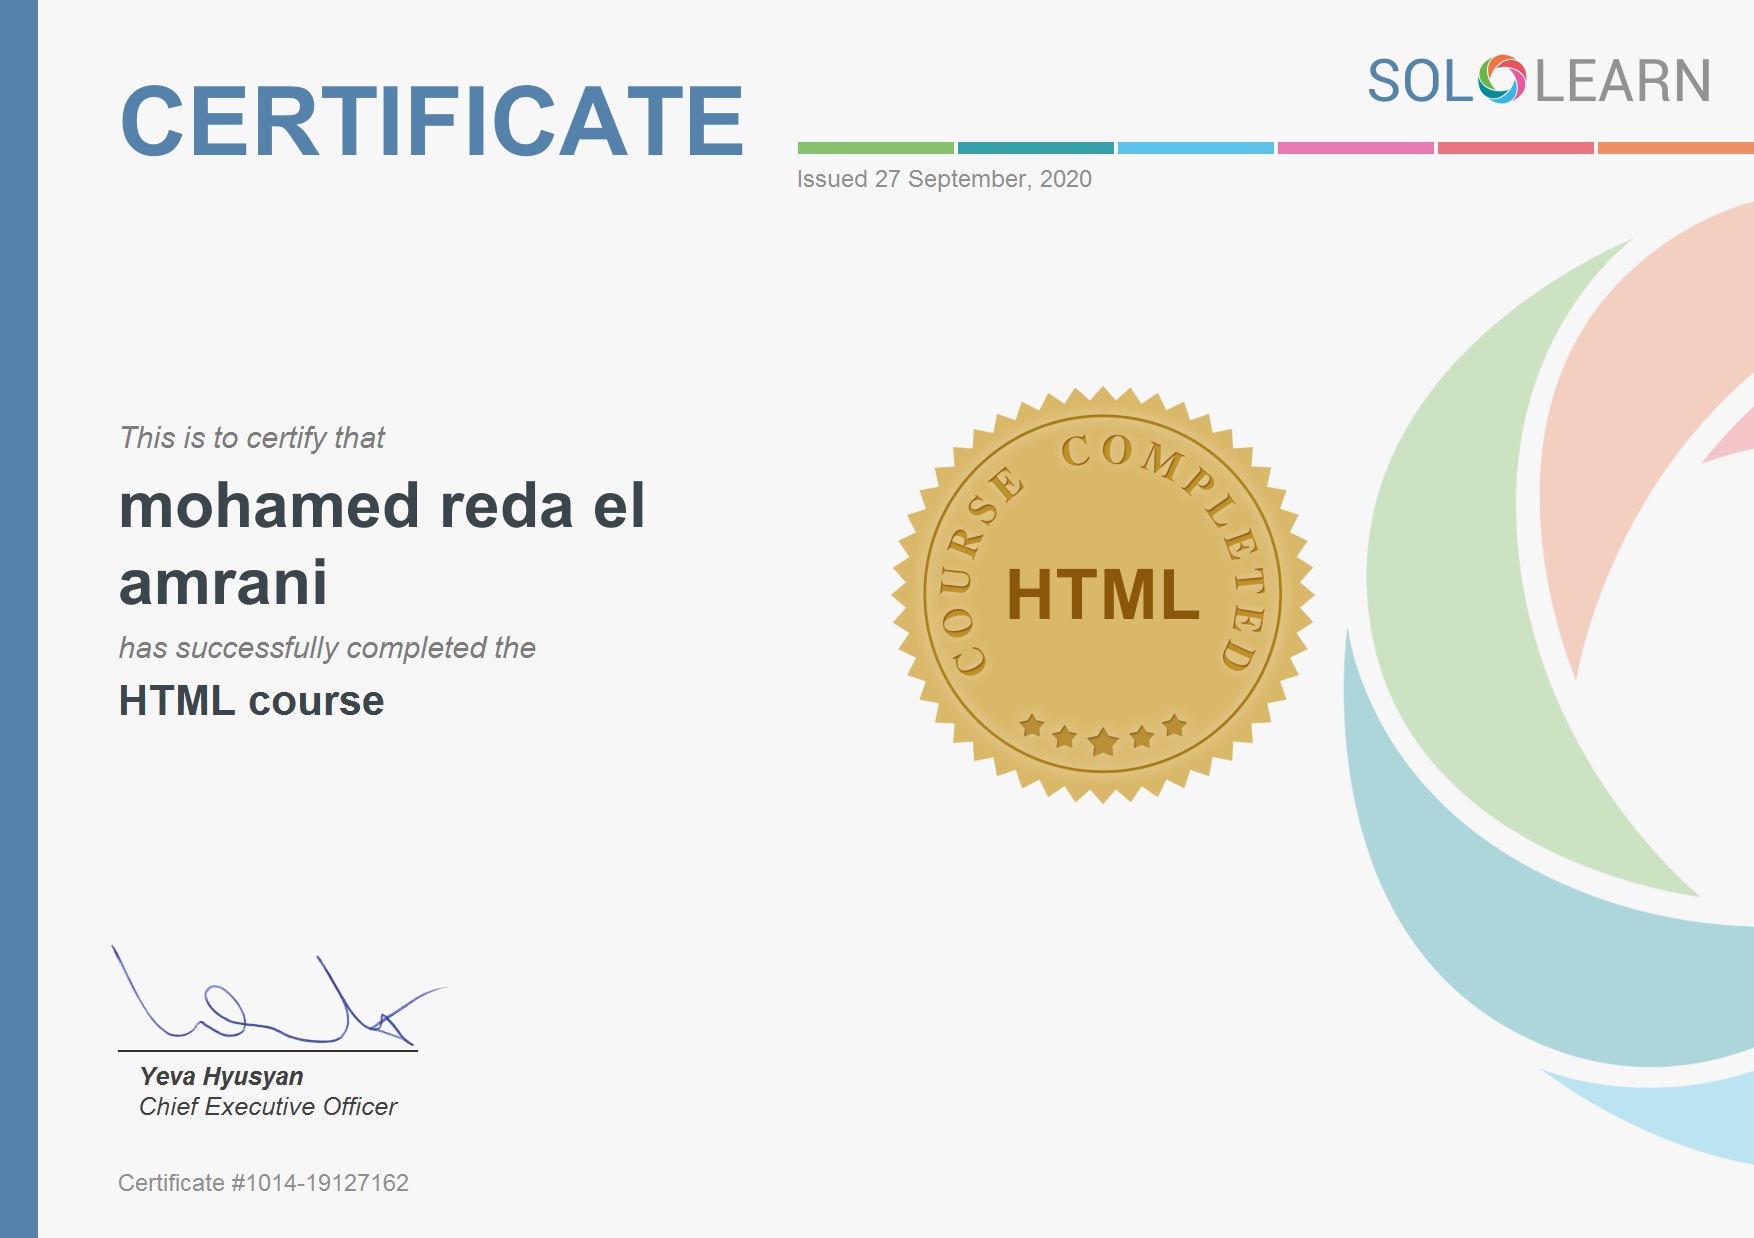 CERTIFICATE
SOLOLEARN
Issued 27 September, 2020
This is to certify that
mohamed reda el
amrani
has successfully completed the
HTML course
COURSE COMPLETED
HTML
Yeva Hyusyan
Chief Executive Officer
Certificate #1014-19127162